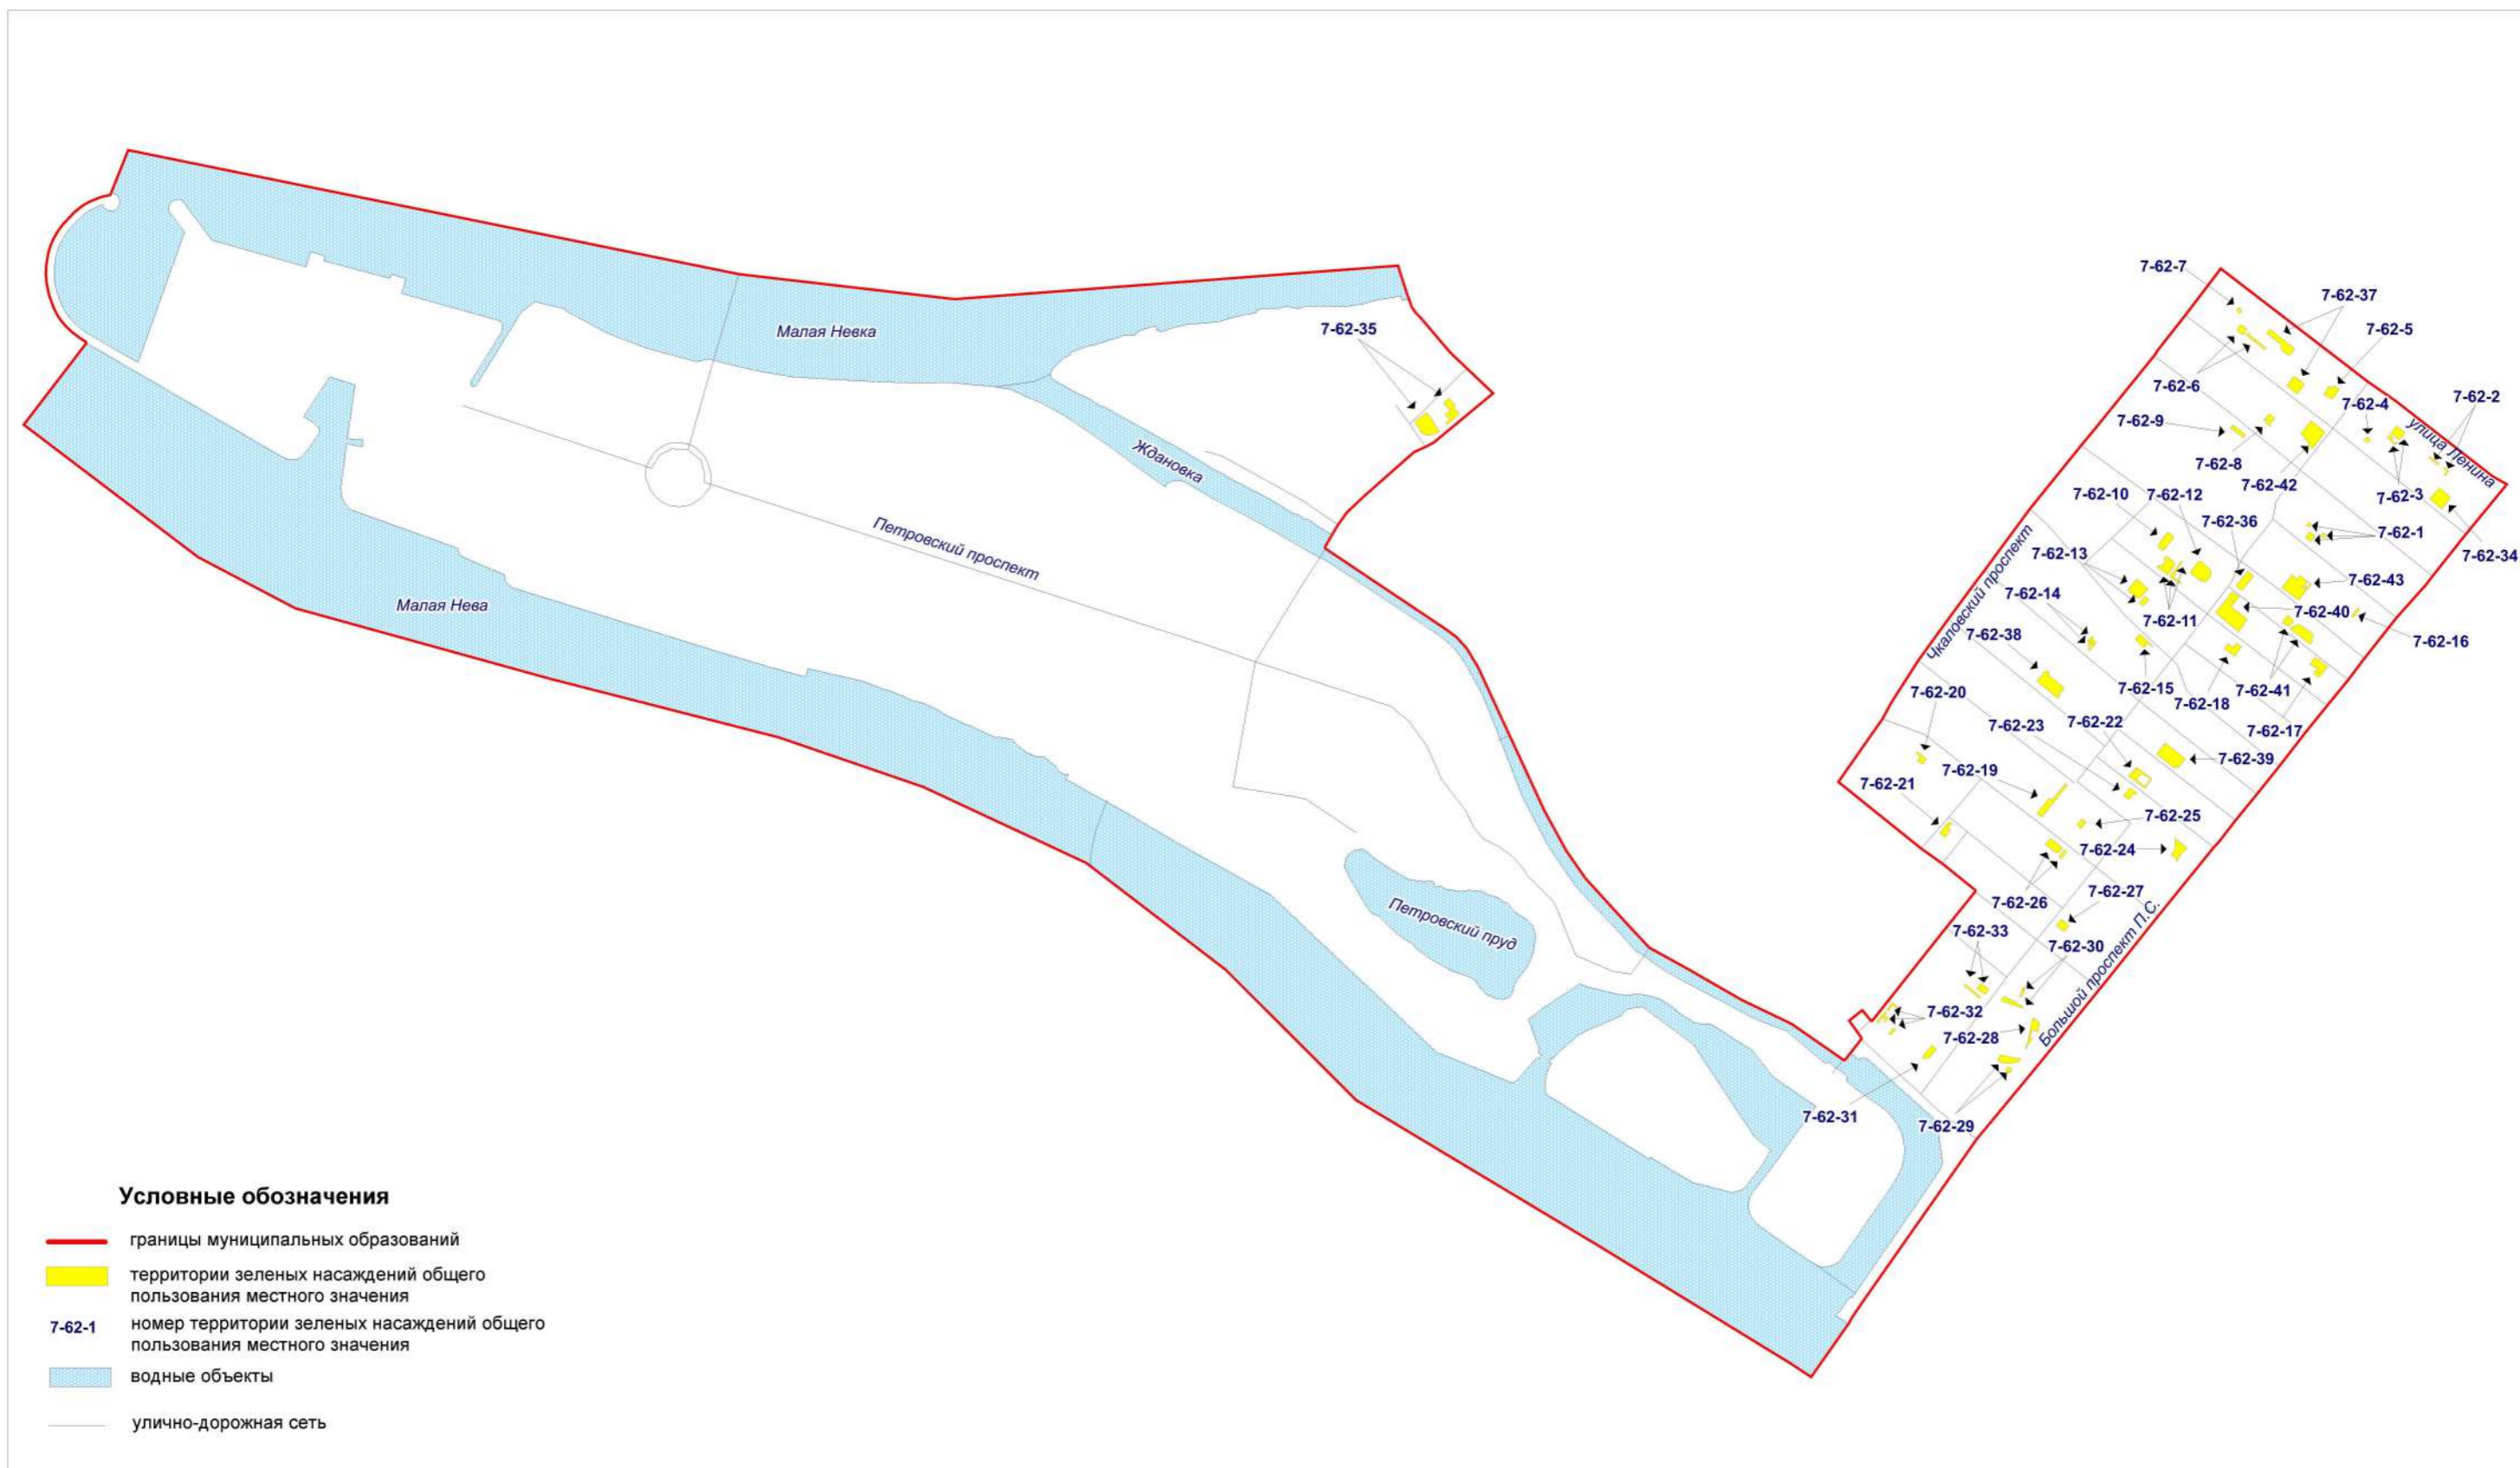 7-62-7
7-62-37
7-62-5
7-62-35
Малая Невка
7-62-6
7-62-4
7-62-2
7-62-9
улица Ленина
Ждановка
7-62-8
7-62-42
7-62-3
7-62-10
7-62-12
7-62-36
7-62-1
Петровский проспект
7-62-13
7-62-34
Чкаловский проспект
7-62-43
7-62-14
Малая Нева
7-62-40
7-62-11
7-62-38
7-62-16
7-62-20
7-62-15
7-62-41
7-62-18
7-62-23
7-62-22
7-62-17
7-62-39
7-62-19
7-62-21
7-62-25
7-62-24
7-62-27
7-62-26
Петровский пруд
7-62-33
7-62-30
Большой проспект П.С.
7-62-32
7-62-28
7-62-31
7-62-29
Условные обозначения
границы муниципальных образований
территории зеленых насаждений общего
пользования местного значения
7-62-1
номер территории зеленых насаждений общего
пользования местного значения
водные объекты
улично-дорожная сеть